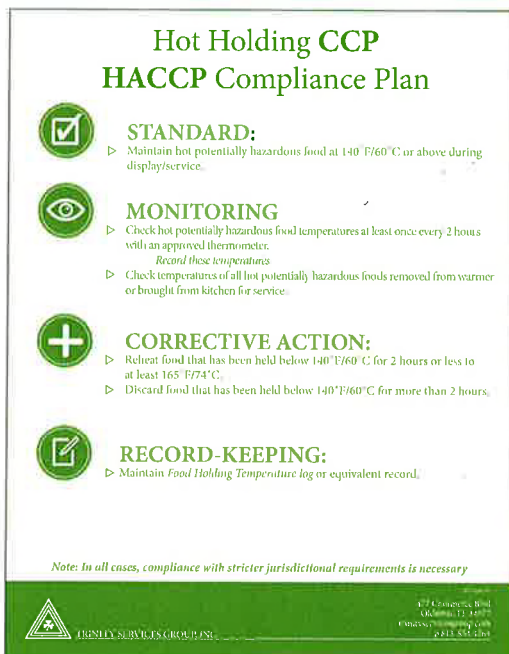 Hot Holding CCP
HACCP Compliance Plan
STANDARD:
▷ Maintain hot potentially hazardous food at 140°F/60°C or above during
display/service.
MONITORING
▷ Check hot potentially hazardous food temperatures at least once every 2 hours
with an approved thermometer.
Record these temperatures
▷ Check temperatures of all hot potentially hazardous foods removed from warmer
or brought from kitchen for service.
CORRECTIVE ACTION:
▷ Reheat food that has been held below 140°F/60°C for 2 hours or less to
at least 165°F/74°C.
▷ Discard food that has been held below 140°F/60°C for more than 2 hours.
RECORD-KEEPING:
▷ Maintain Food Holding Temperature log or equivalent record.
Note: In all cases, compliance with stricter jurisdictional requirements is necessary
TRINITY SERVICES GROUP, INC.
477 Commerce Blvd
Oldsmar, FL 34677